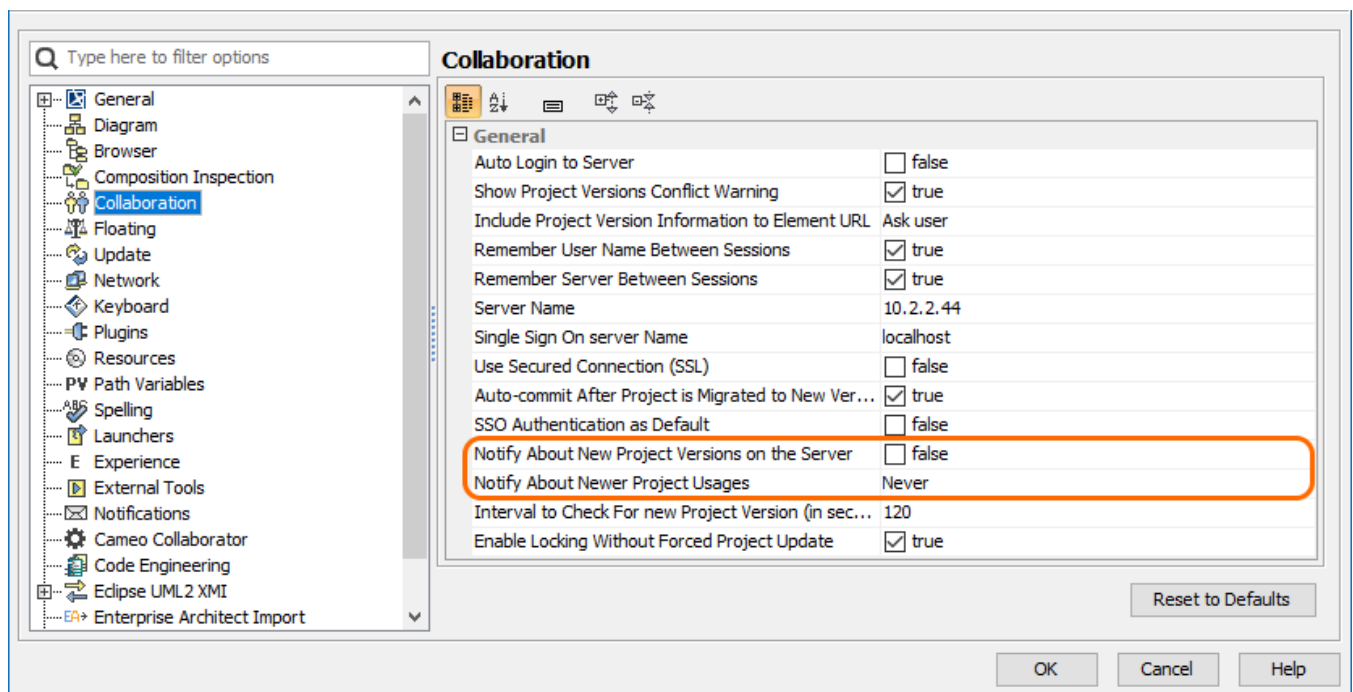 Type here to filter options
General
Diagram
Browser
Composition Inspection
Collaboration
Floating
Update
Network
Keyboard
Plugins
Resources
PV Path Variables
ABC Spelling
Launchers
E Experience
External Tools
Notifications
Cameo Collaborator
Code Engineering
Eclipse UML2 XMI
EA Enterprise Architect Import
Collaboration
A Z
General
Auto Login to Server false
Show Project Versions Conflict Warning true
Include Project Version Information to Element URL Ask user
Remember User Name Between Sessions true
Remember Server Between Sessions true
Server Name 10.2.2.44
Single Sign On server Name localhost
Use Secured Connection (SSL) false
Auto-commit After Project is Migrated to New Ver... true
SSO Authentication as Default false
Notify About New Project Versions on the Server false
Notify About Newer Project Usages Never
Interval to Check For new Project Version (in sec... 120
Enable Locking Without Forced Project Update true
Reset to Defaults
OK Cancel Help